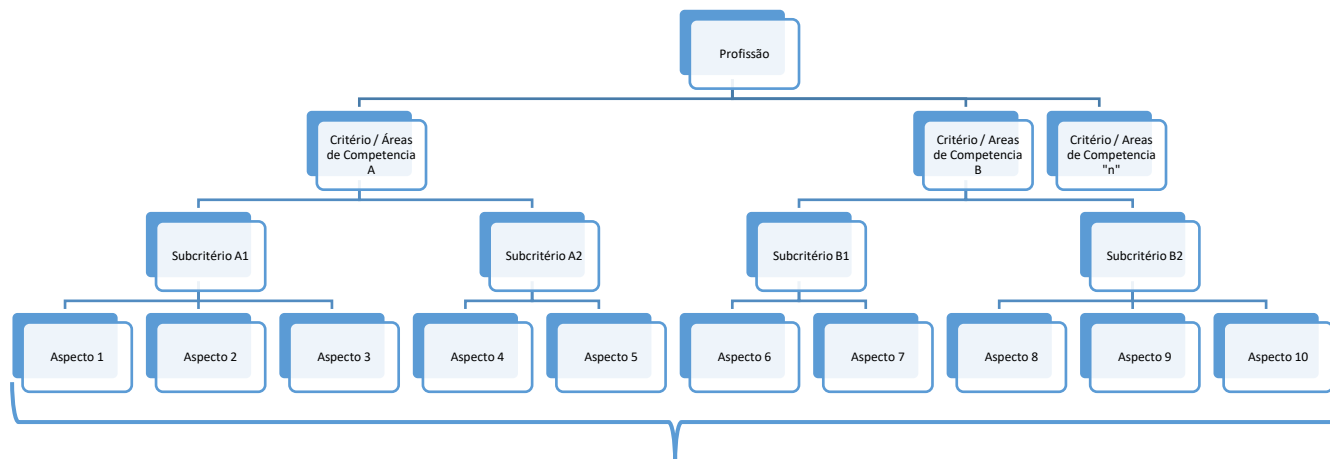 Profissão
Critério / Áreas
de Competencia
A
Critério / Areas
de Competencia
B
Critério / Areas
de Competencia
"n"
Subcritério A1
Subcritério A2
Subcritério B1
Subcritério B2
Aspecto 1
Aspecto 2
Aspecto 3
Aspecto 4
Aspecto 5
Aspecto 6
Aspecto 7
Aspecto 8
Aspecto 9
Aspecto 10